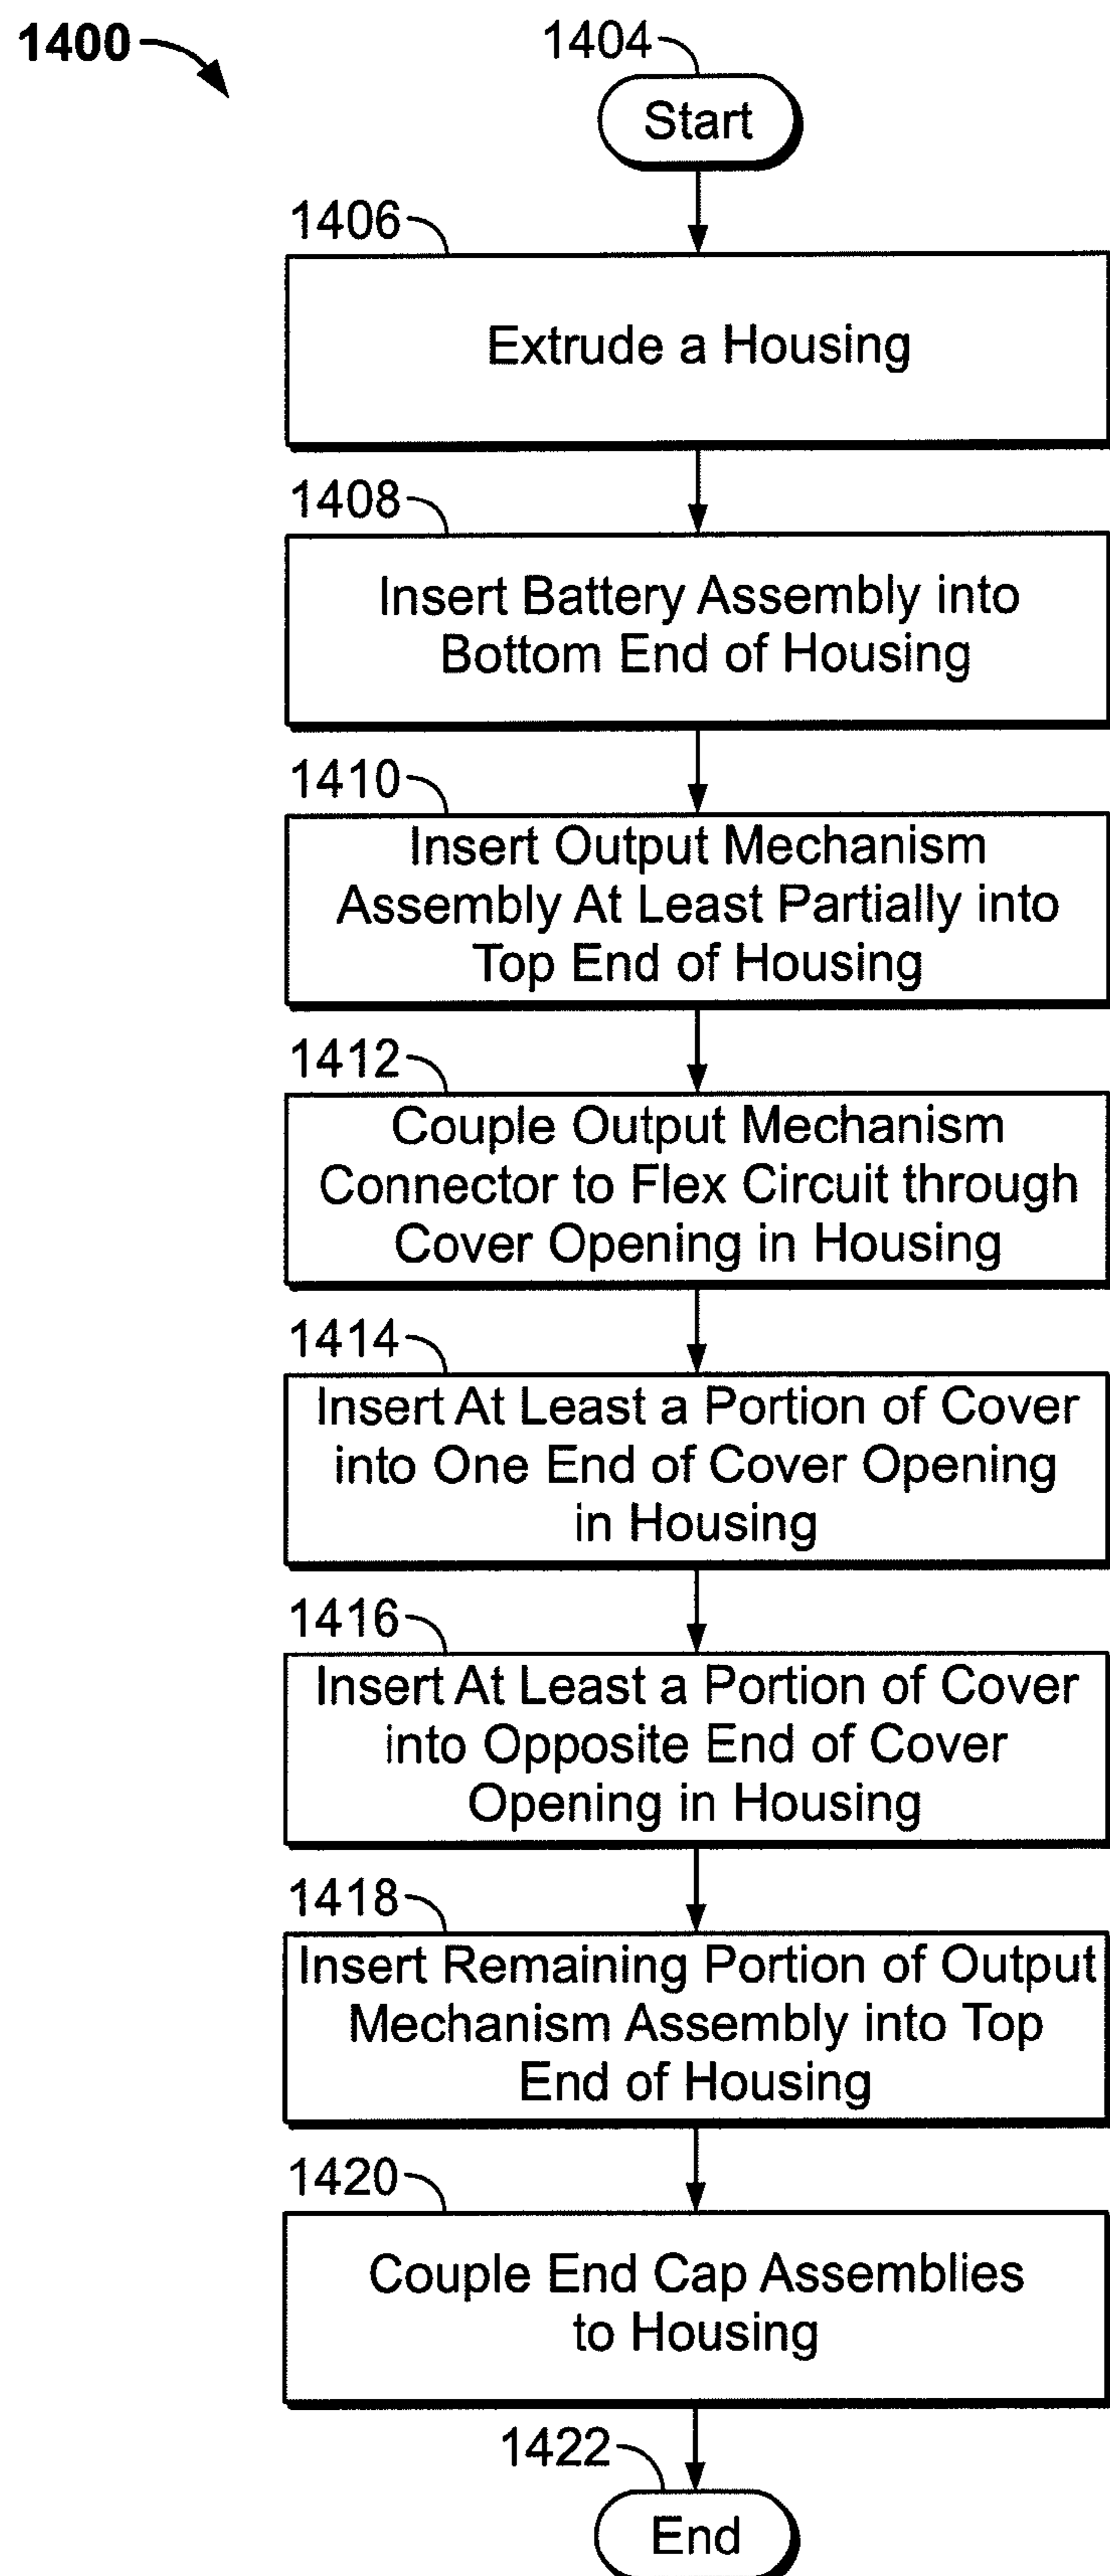 1400
1404
Start
1406
Extrude a Housing
1408
Insert Battery Assembly into
Bottom End of Housing
1410
Insert Output Mechanism
Assembly At Least Partially into
Top End of Housing
1412
Couple Output Mechanism
Connector to Flex Circuit through
Cover Opening in Housing
1414
Insert At Least a Portion of Cover
into One End of Cover Opening
in Housing
1416
Insert At Least a Portion of Cover
into Opposite End of Cover
Opening in Housing
1418
Insert Remaining Portion of Output
Mechanism Assembly into Top
End of Housing
1420
Couple End Cap Assemblies
to Housing
1422
End